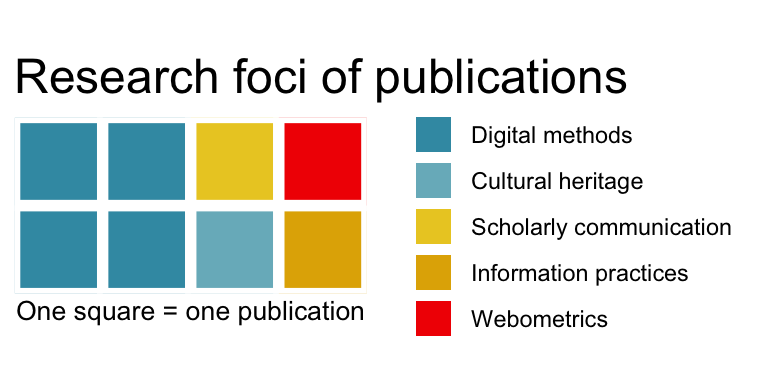 Research foci of publications
Digital methods
Cultural heritage
Scholarly communication
Information practices
Webometrics
One square = one publication